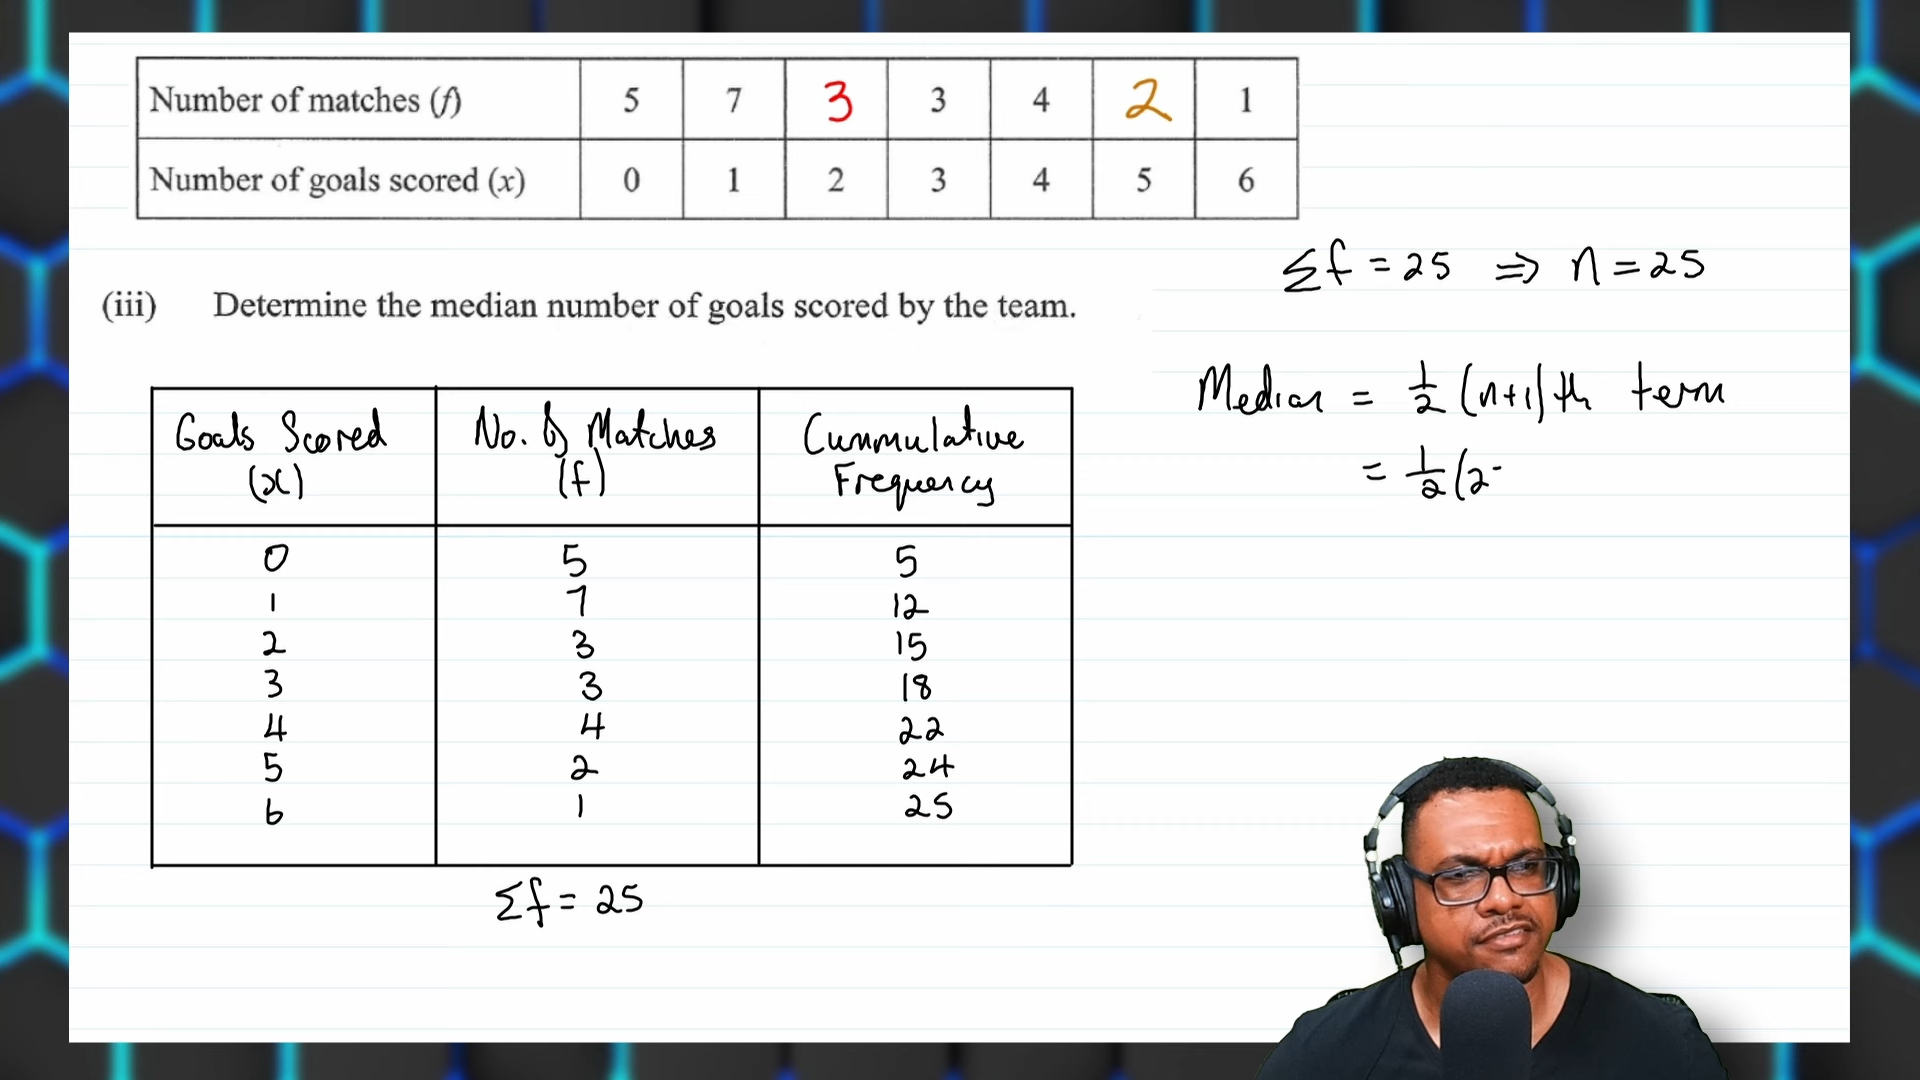 Number of matches (f) 5 7 3 3 4 2 1
Number of goals scored (x) 0 1 2 3 4 5 6
Σf = 25 ⇒ n = 25
(iii) Determine the median number of goals scored by the team.
Median = 1/2 (n+1)th term
= 1/2 (2
Goals Scored (x) No. of Matches (f) Cummulative Frequency
0 5 5
1 7 12
2 3 15
3 3 18
4 4 22
5 2 24
6 1 25
Σf = 25